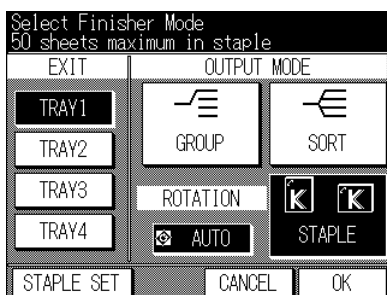 Select Finisher Mode
50 sheets maximum in staple
EXIT
OUTPUT MODE
TRAY1
TRAY2
TRAY3
TRAY4
GROUP
SORT
ROTATION
AUTO
K
K
STAPLE
STAPLE SET
CANCEL
OK